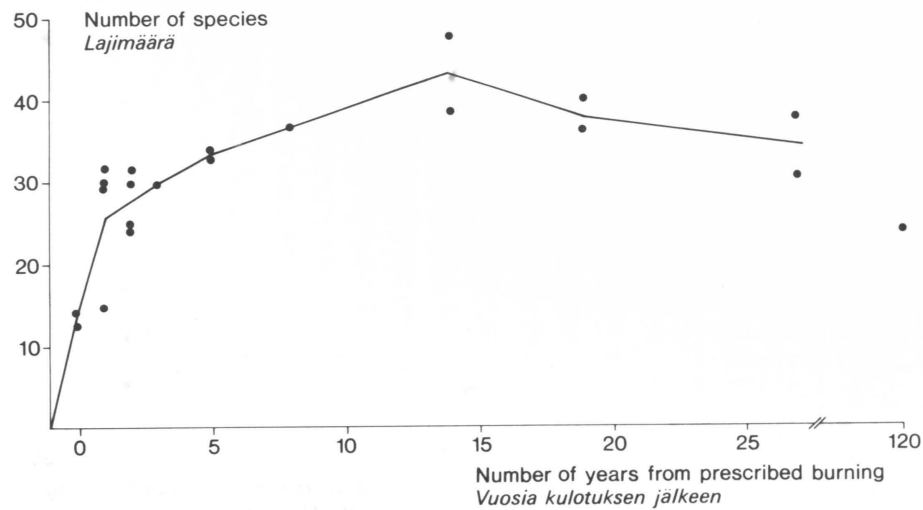 Number of species
Lajimäärä
50
40
30
20
10
0 5 10 15 20 25 120
Number of years from prescribed burning
Vuosia kulotuksen jälkeen